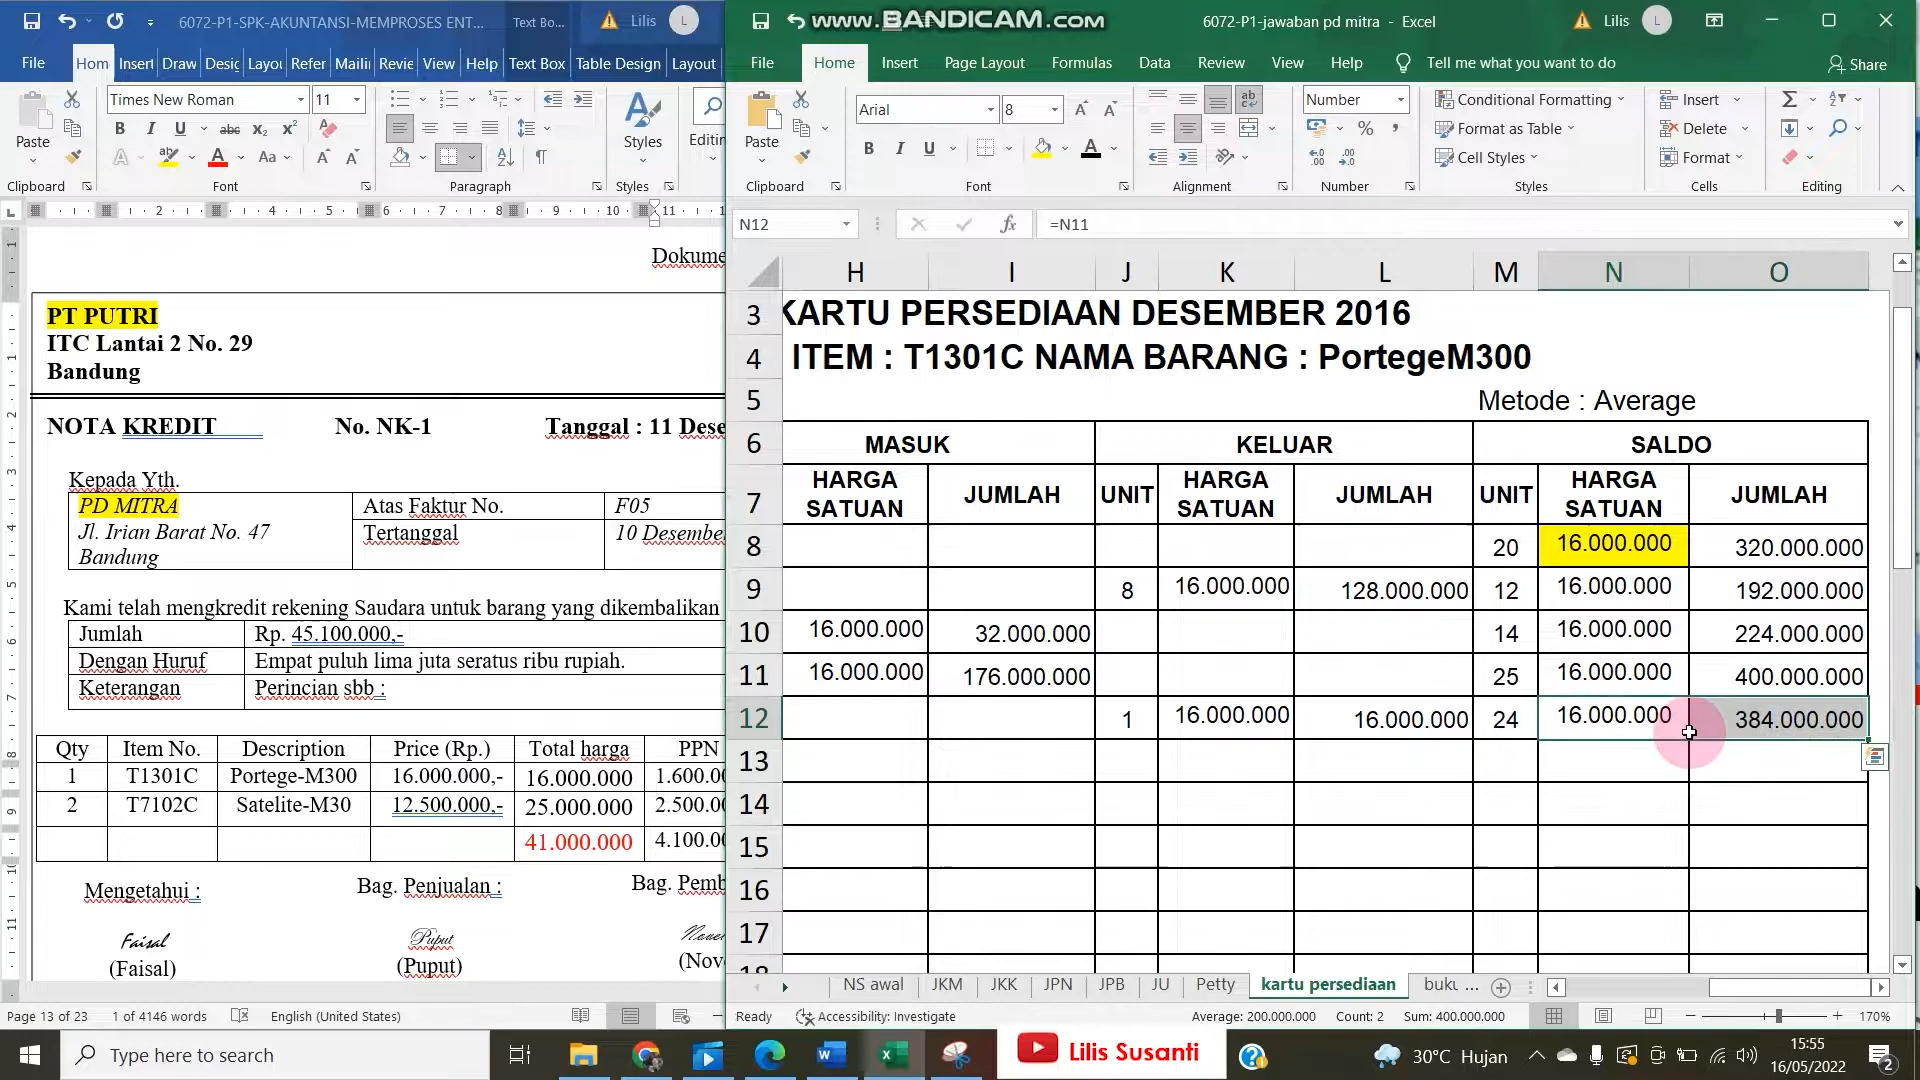 6072-P1-SPK-AKUNTANSI-MEMPROSES ENT...
Text Bo...
Lilis
L
File
Hom
Insert
Draw
Desig
Layou
Refer
Mailin
Revie
View
Help
Text Box
Table Design
Layout
Paste
Times New Roman
11
Styles
Editin
Clipboard
Font
Paragraph
Styles
Dokume
PT PUTRI
ITC Lantai 2 No. 29
Bandung
NOTA KREDIT No. NK-1 Tanggal : 11 Dese
Kepada Yth.
PD MITRA Atas Faktur No. F05
Jl. Irian Barat No. 47 Tertanggal 10 Desember
Bandung
Kami telah mengkredit rekening Saudara untuk barang yang dikembalikan
Jumlah Rp. 45.100.000,-
Dengan Huruf Empat puluh lima juta seratus ribu rupiah.
Keterangan Perincian sbb :
Qty Item No. Description Price (Rp.) Total harga PPN
1 T1301C Portege-M300 16.000.000,- 16.000.000 1.600.00
2 T7102C Satelite-M30 12.500.000,- 25.000.000 2.500.00
41.000.000 4.100.00
Mengetahui : Bag. Penjualan : Bag. Pemb
Faisal Puput
(Faisal) (Puput) (Nov
Page 13 of 23 1 of 4146 words English (United States)
www.BANDICAM.com
6072-P1-jawaban pd mitra - Excel
Lilis
L
File
Home
Insert
Page Layout
Formulas
Data
Review
View
Help
Tell me what you want to do
Share
Paste
Arial
8
Number
Conditional Formatting
Format as Table
Cell Styles
Insert
Delete
Format
Clipboard
Font
Alignment
Number
Styles
Cells
Editing
N12
fx
=N11
H I J K L M N O
3 KARTU PERSEDIAAN DESEMBER 2016
4 ITEM : T1301C NAMA BARANG : PortegeM300
5 Metode : Average
6 MASUK KELUAR SALDO
7 HARGA SATUAN JUMLAH UNIT HARGA SATUAN JUMLAH UNIT HARGA SATUAN JUMLAH
8 20 16.000.000 320.000.000
9 8 16.000.000 128.000.000 12 16.000.000 192.000.000
10 16.000.000 32.000.000 14 16.000.000 224.000.000
11 16.000.000 176.000.000 25 16.000.000 400.000.000
12 1 16.000.000 16.000.000 24 16.000.000 384.000.000
13
14
15
16
17
NS awal
JKM
JKK
JPN
JPB
JU
Petty
kartu persediaan
buku ...
Ready Accessibility: Investigate Average: 200.000.000 Count: 2 Sum: 400.000.000 170%
Type here to search
Lilis Susanti
30°C Hujan
15:55
16/05/2022
2